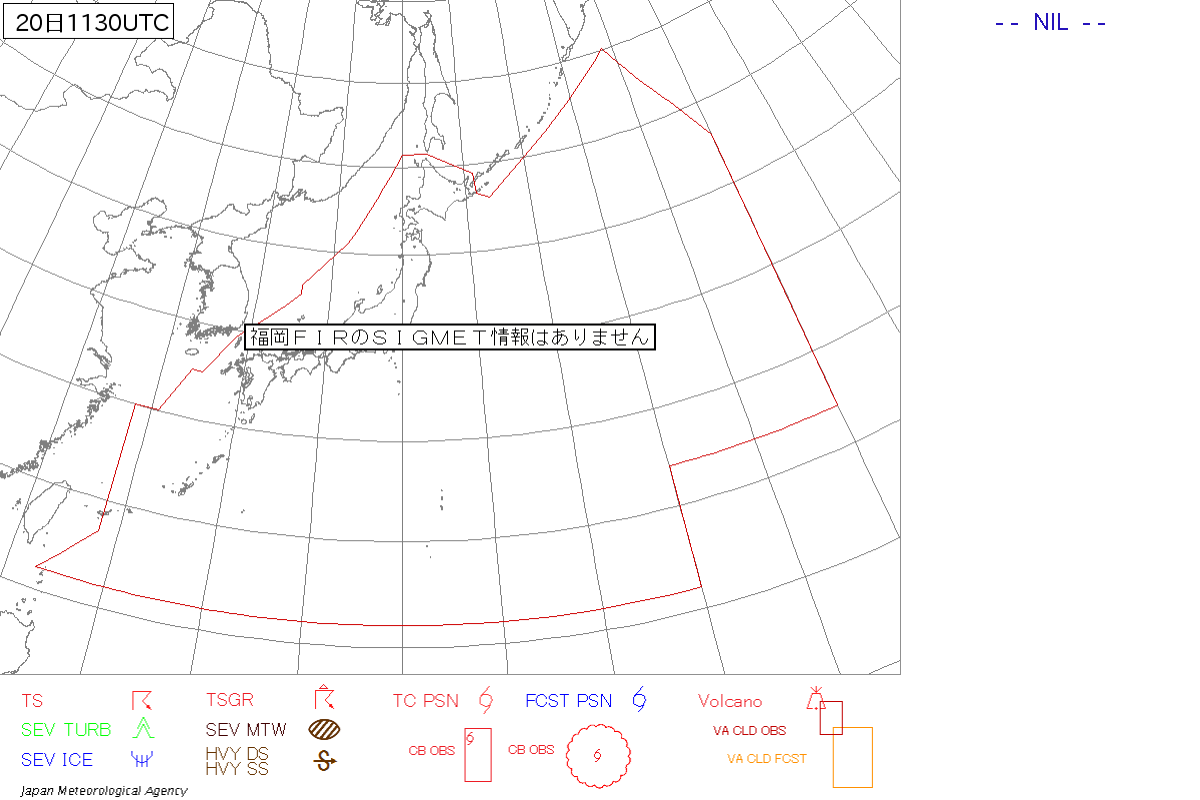 20日1130UTC
-- NIL --
福岡ＦＩＲのＳＩＧＭＥＴ情報はありません
TS
TSGR
TC PSN
FCST PSN
Volcano
SEV TURB
SEV MTW
VA CLD OBS
SEV ICE
HVY DS
HVY SS
CB OBS
CB OBS
VA CLD FCST
Japan Meteorological Agency